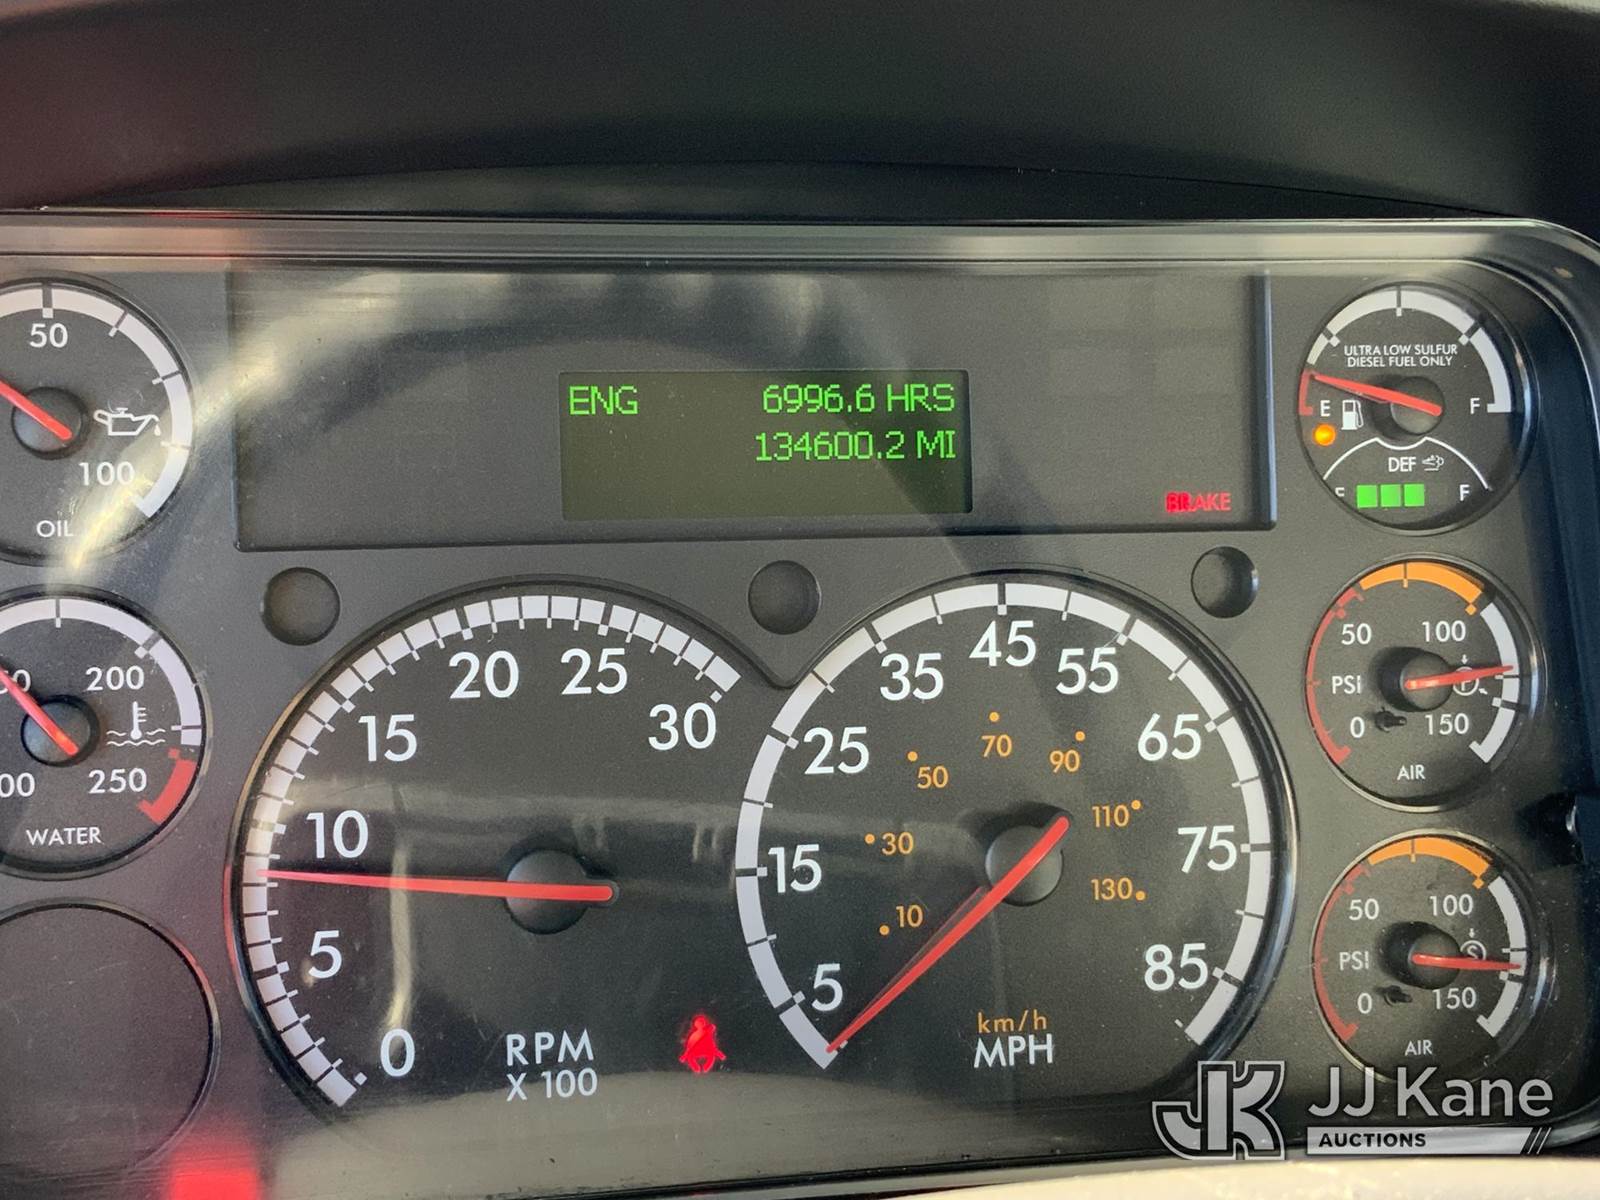 ENG 6996.6 HRS
134600.2 MI
BRAKE
50
100
OIL
200
250
WATER
0
5
10
15
20
25
30
RPM
X 100
5
15
25
35
45
55
65
75
85
10
30
50
70
90
110
130
km/h
MPH
ULTRA LOW SULFUR
DIESEL FUEL ONLY
E F
DEF
F
50 100
PSI
0 150
AIR
50 100
PSI
0 150
AIR
JK JJ Kane
AUCTIONS